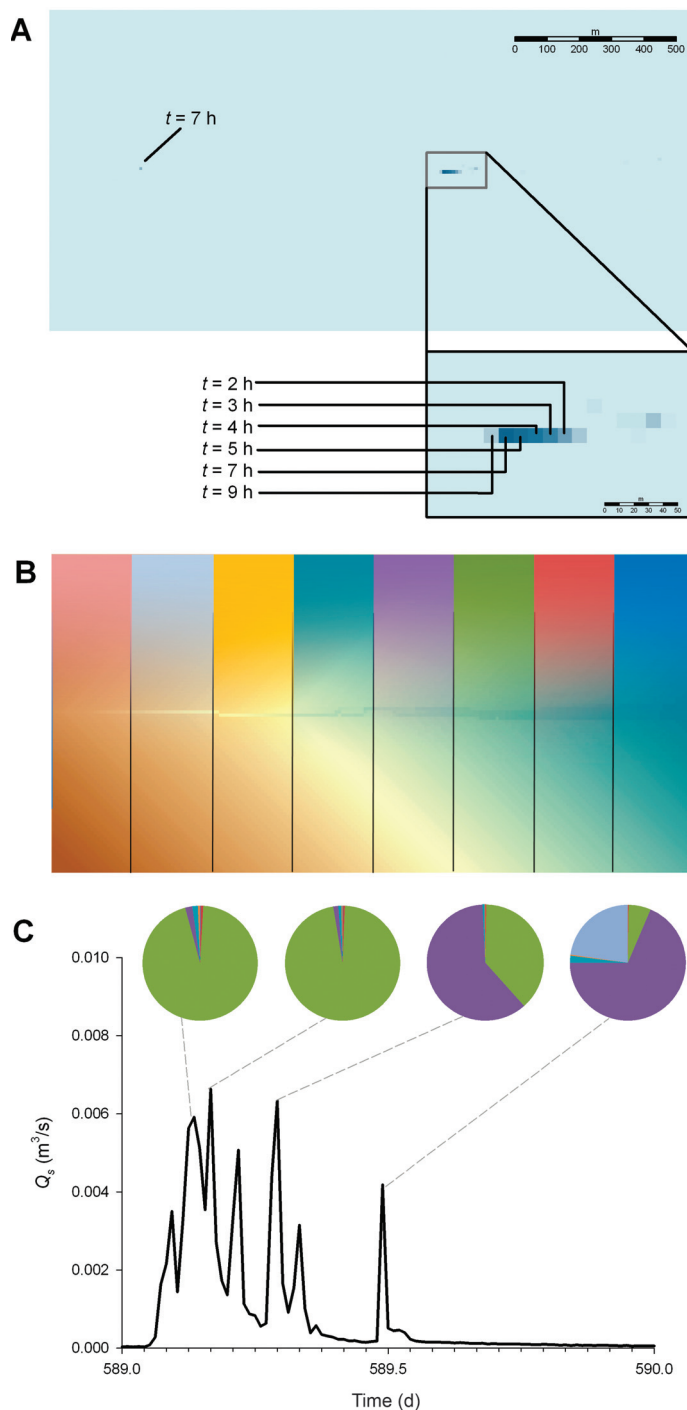 A
m
0 100 200 300 400 500
t = 7 h
t = 2 h
t = 3 h
t = 4 h
t = 5 h
t = 7 h
t = 9 h
m
0 10 20 30 40 50
B
C
0.010
0.008
0.006
0.004
0.002
0.000
Qs (m³/s)
589.0 589.5 590.0
Time (d)